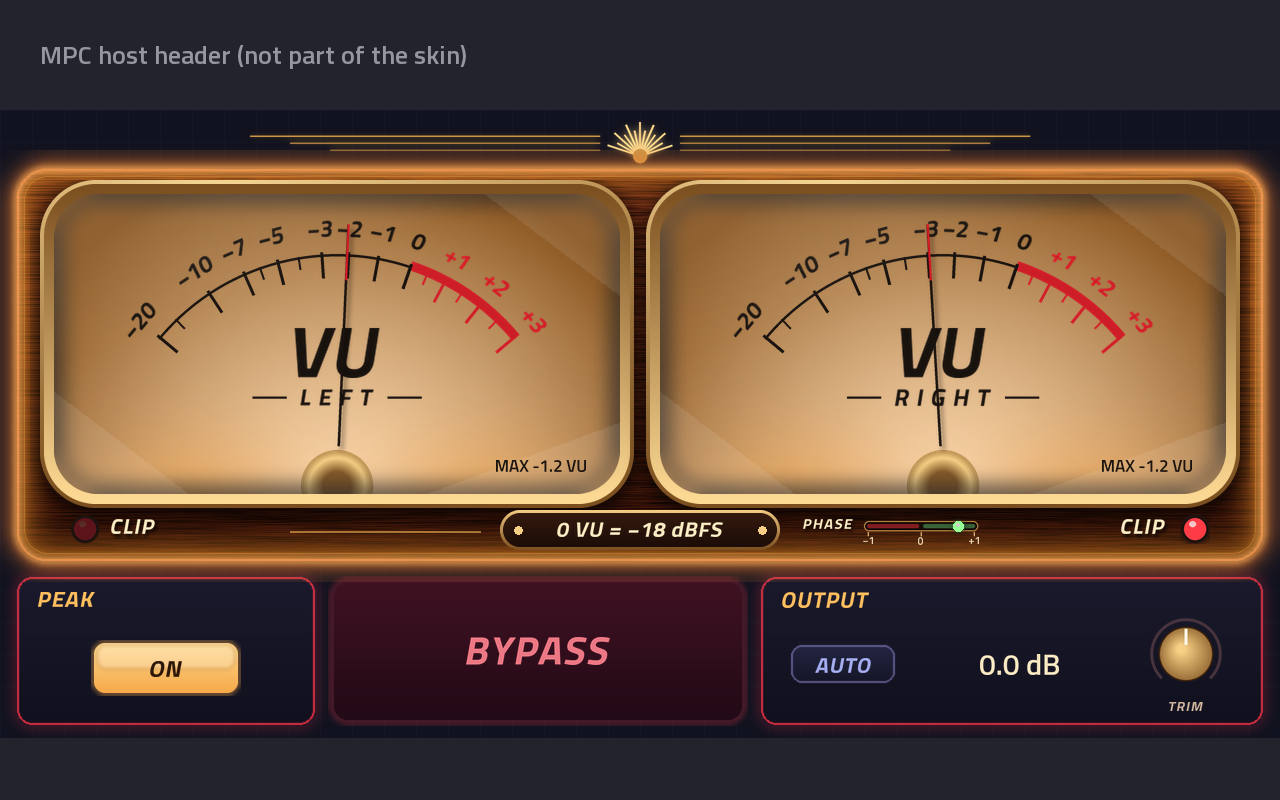 MPC host header (not part of the skin)
−20 −10 −7 −5 −3 −2 −1 0 +1 +2 +3
VU
LEFT
MAX -1.2 VU
−20 −10 −7 −5 −3 −2 −1 0 +1 +2 +3
VU
RIGHT
MAX -1.2 VU
CLIP
0 VU = −18 dBFS
PHASE
−1 0 +1
CLIP
PEAK
ON
BYPASS
OUTPUT
AUTO
0.0 dB
TRIM